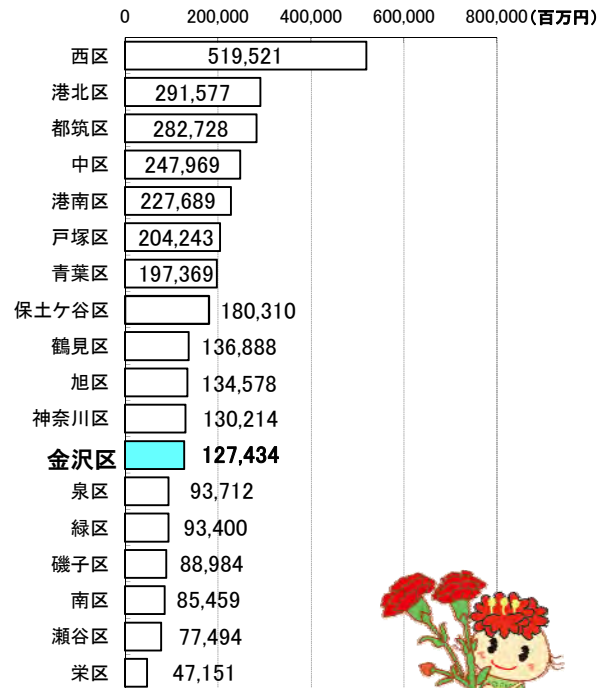 0 200,000 400,000 600,000 800,000(百万円)
西区 519,521
港北区 291,577
都筑区 282,728
中区 247,969
港南区 227,689
戸塚区 204,243
青葉区 197,369
保土ケ谷区 180,310
鶴見区 136,888
旭区 134,578
神奈川区 130,214
金沢区 127,434
泉区 93,712
緑区 93,400
磯子区 88,984
南区 85,459
瀬谷区 77,494
栄区 47,151